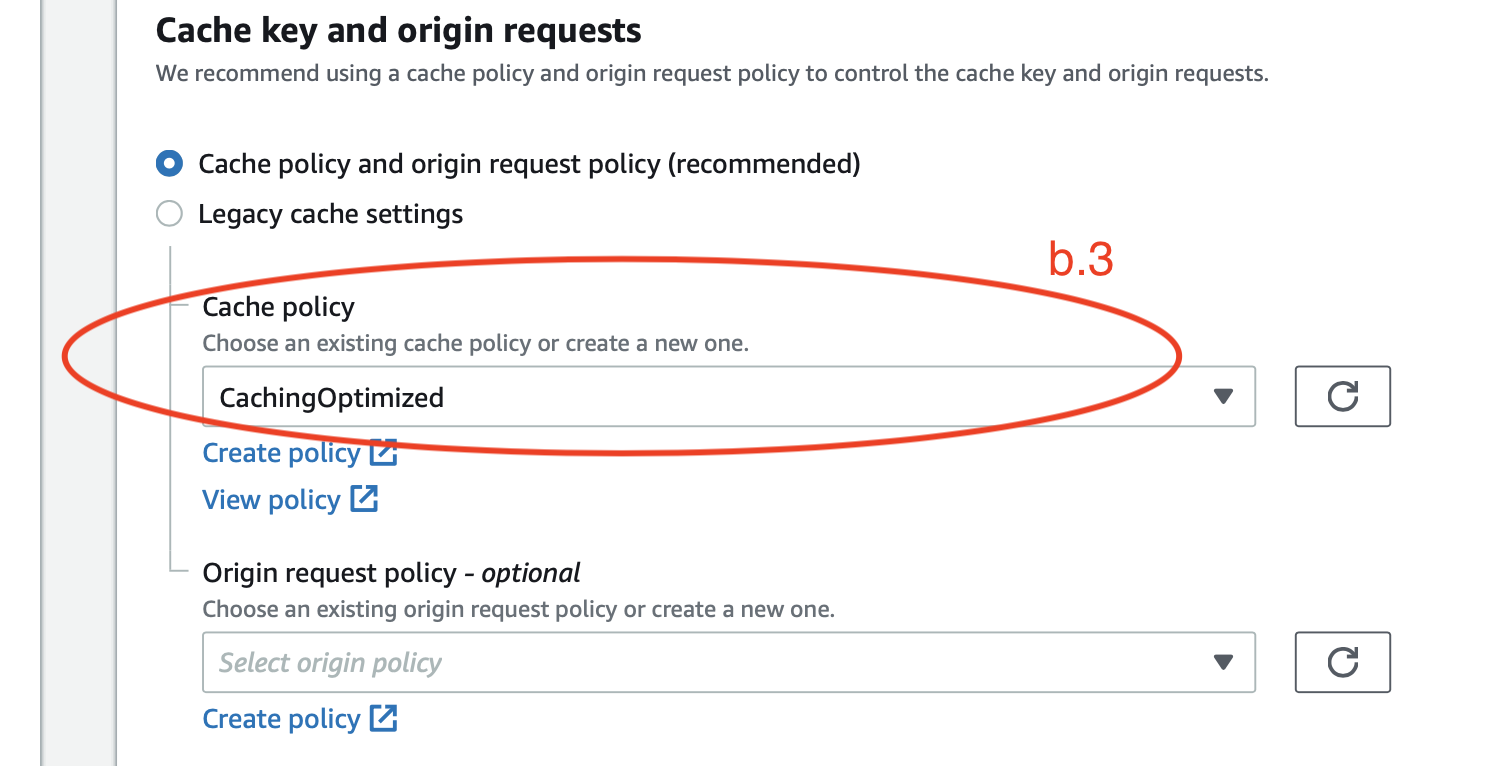 Cache key and origin requests
We recommend using a cache policy and origin request policy to control the cache key and origin requests.
Cache policy and origin request policy (recommended)
Legacy cache settings
b.3
Cache policy
Choose an existing cache policy or create a new one.
CachingOptimized
Create policy
View policy
Origin request policy - optional
Choose an existing origin request policy or create a new one.
Select origin policy
Create policy